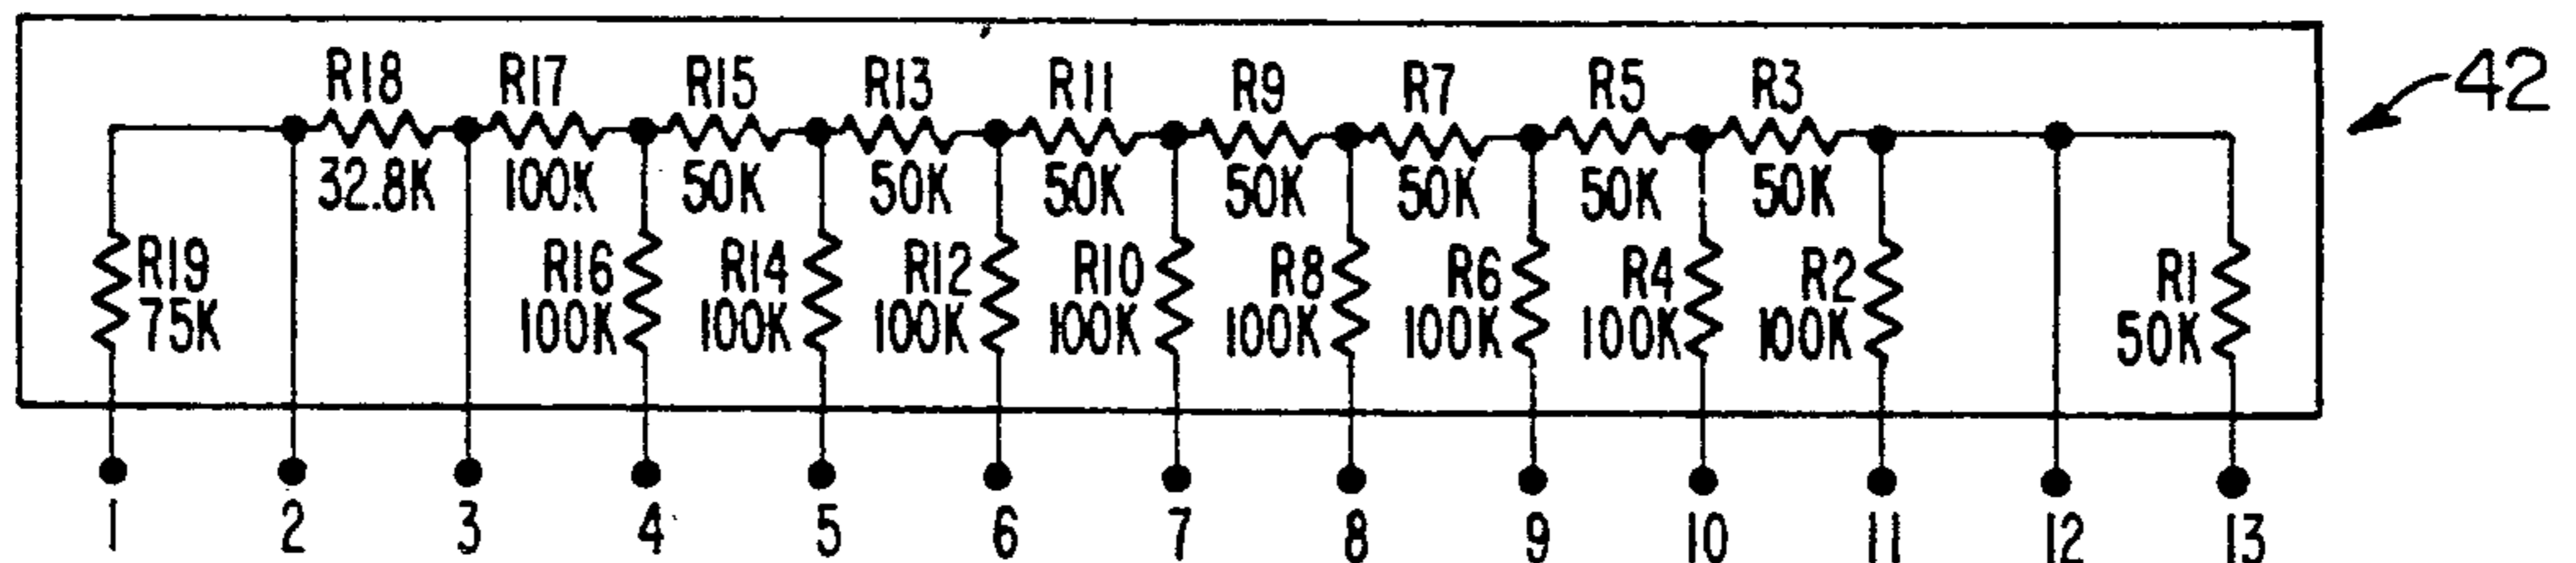 R18 R17 R15 R13 R11 R9 R7 R5 R3
42
32.8K 100K 50K 50K 50K 50K 50K 50K 50K
R19 R16 R14 R12 R10 R8 R6 R4 R2 R1
75K 100K 100K 100K 100K 100K 100K 100K 100K 50K
1 2 3 4 5 6 7 8 9 10 11 12 13